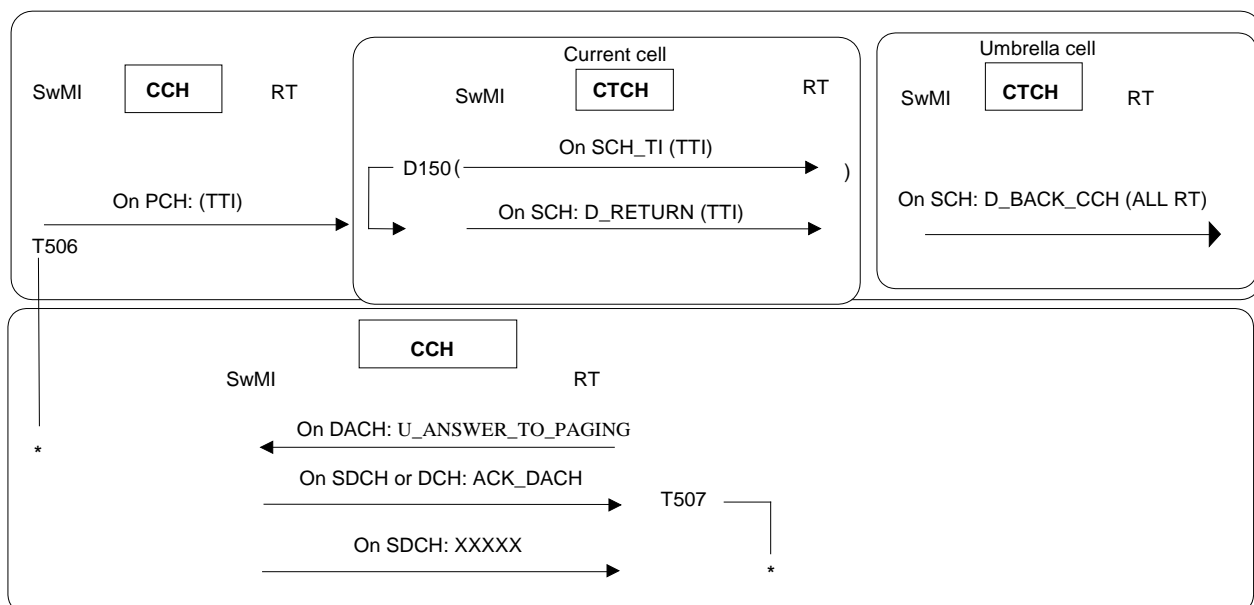 Current cell
Umbrella cell
SwMI CCH RT
SwMI CTCH RT
SwMI CTCH RT
On SCH_TI (TTI)
D150 ( )
On PCH: (TTI)
On SCH: D_RETURN (TTI)
On SCH: D_BACK_CCH (ALL RT)
T506
CCH
SwMI RT
On DACH: U_ANSWER_TO_PAGING
*
On SDCH or DCH: ACK_DACH
T507
On SDCH: XXXXX
*